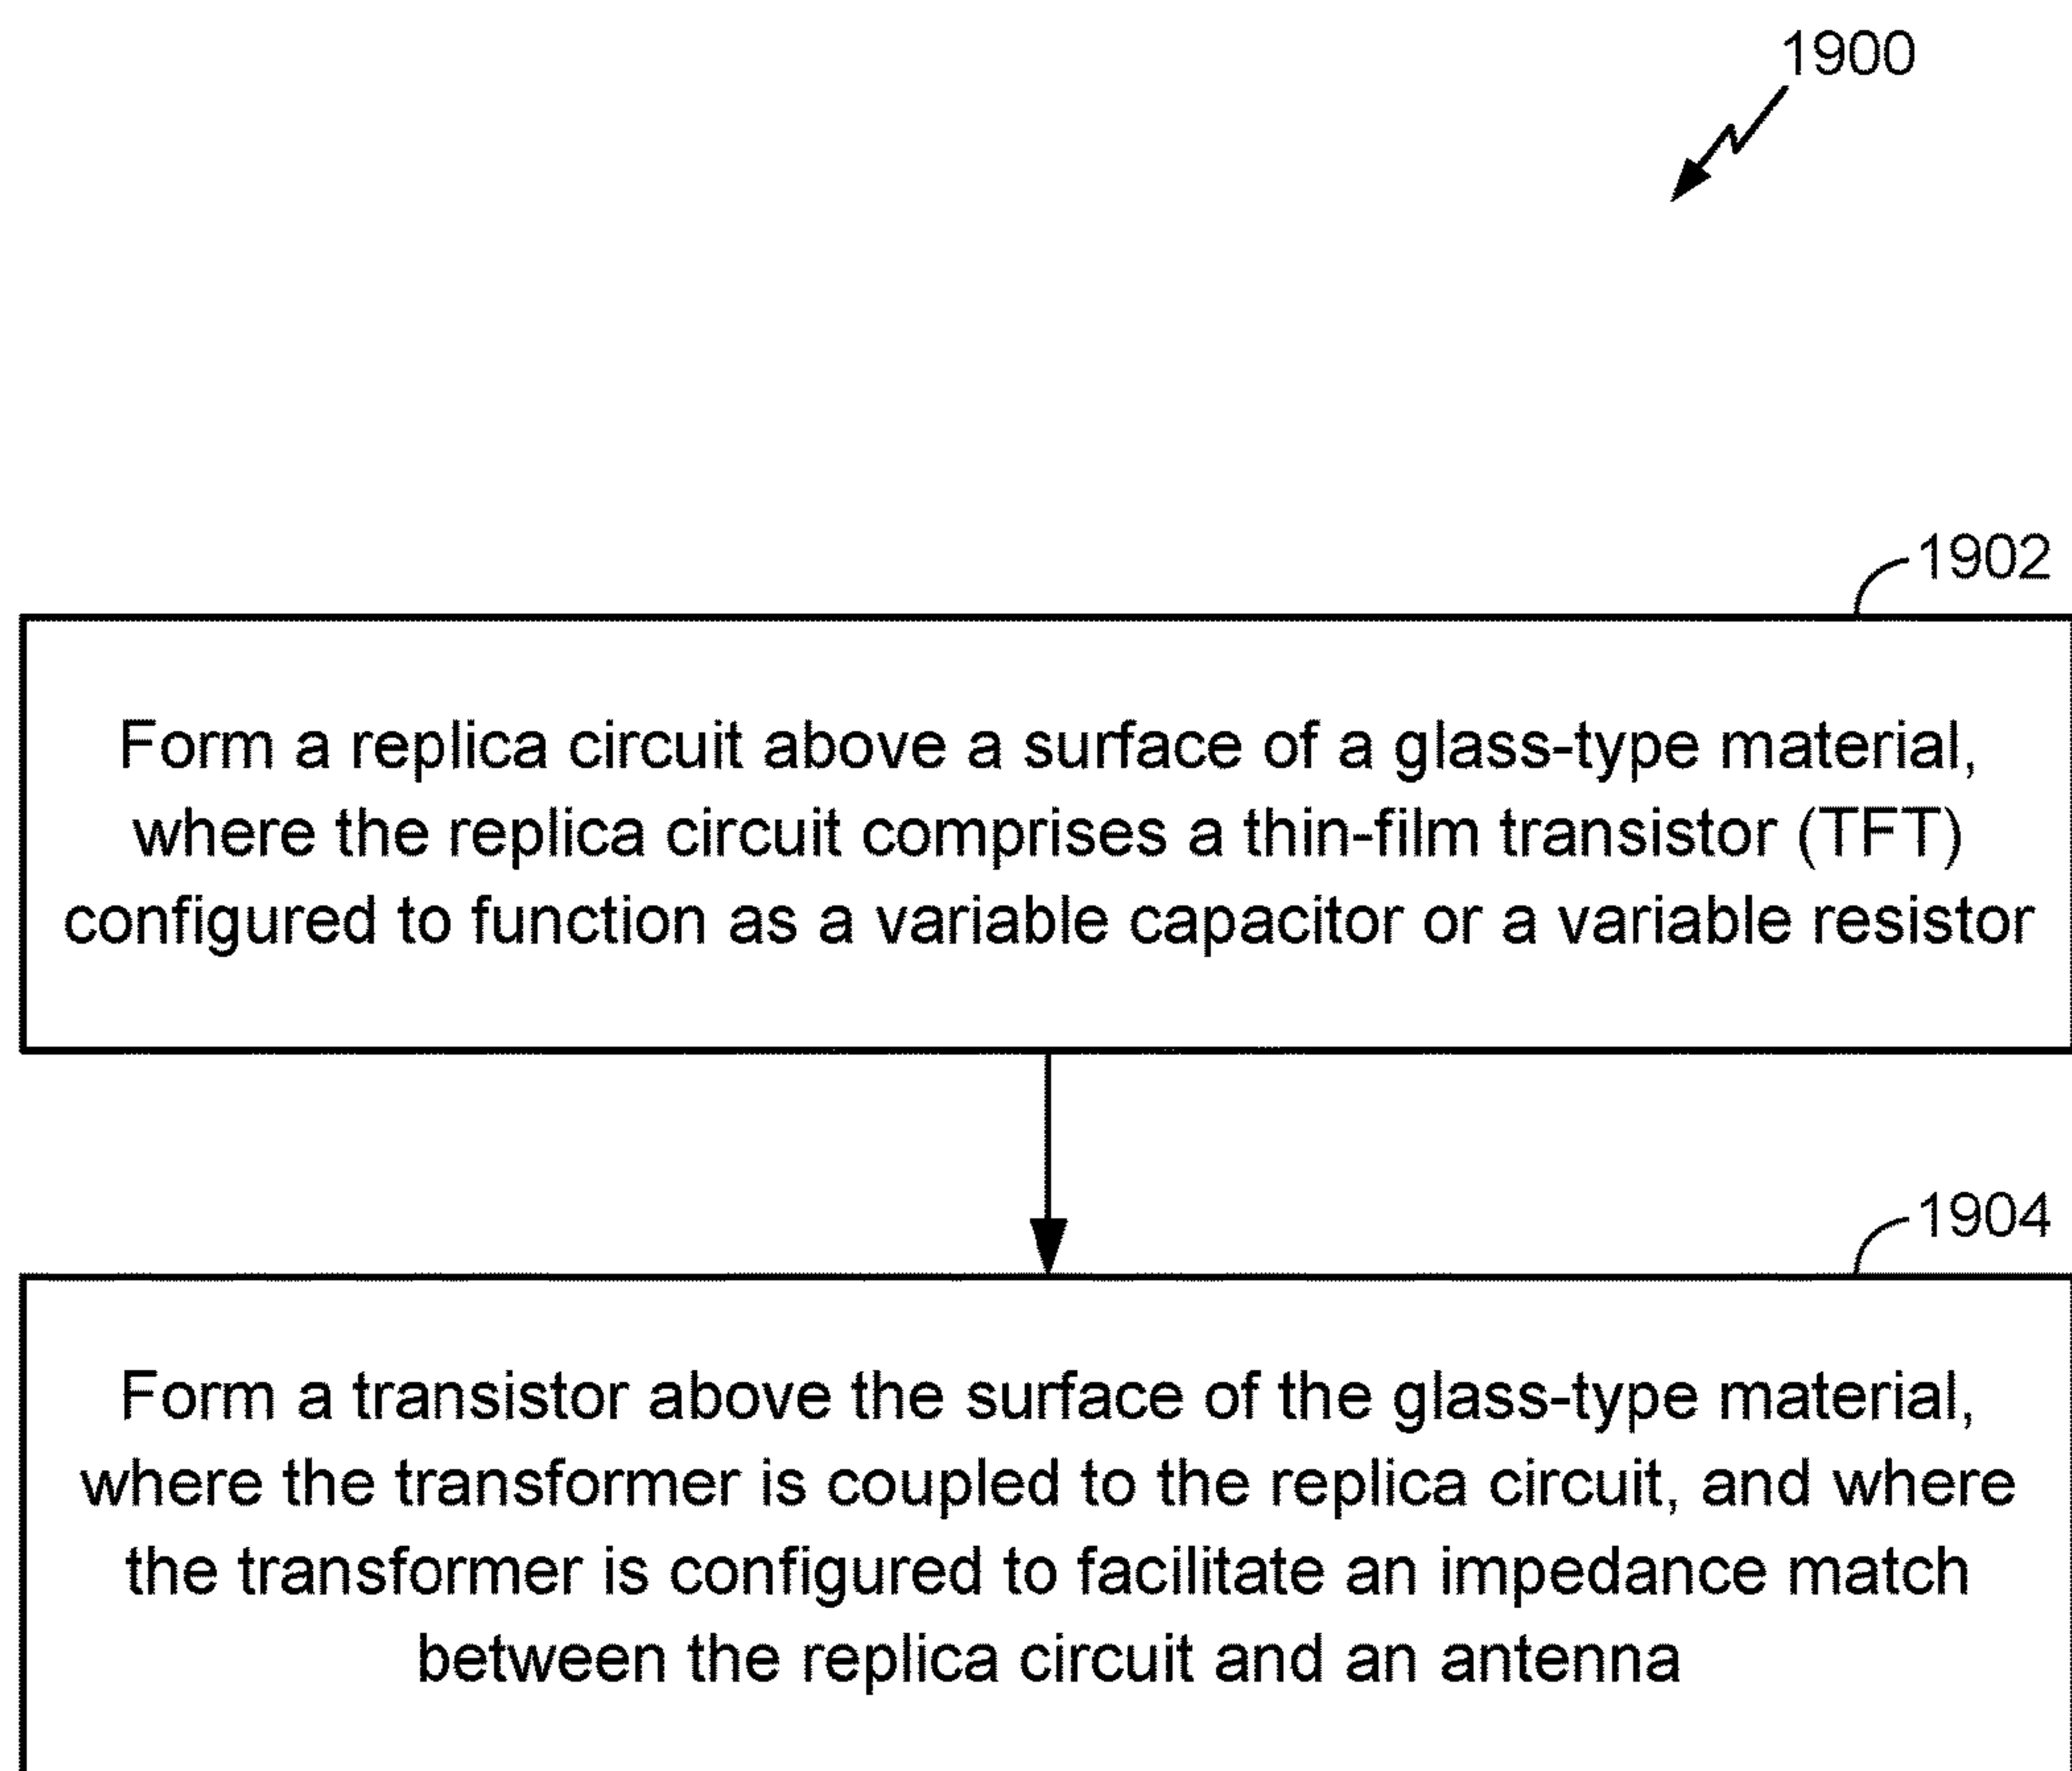 1900
1902
Form a replica circuit above a surface of a glass-type material,
where the replica circuit comprises a thin-film transistor (TFT)
configured to function as a variable capacitor or a variable resistor
1904
Form a transistor above the surface of the glass-type material,
where the transformer is coupled to the replica circuit, and where
the transformer is configured to facilitate an impedance match
between the replica circuit and an antenna